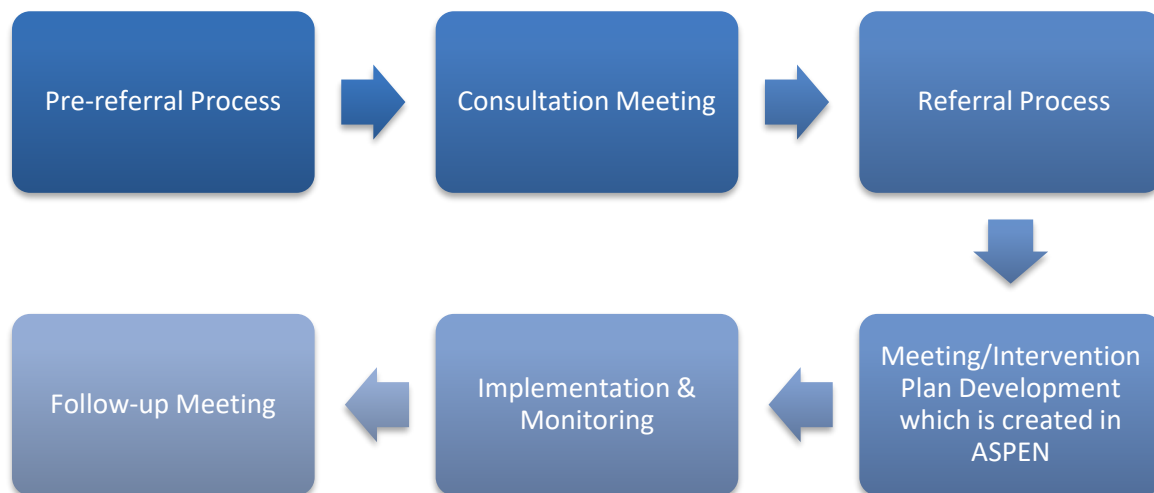 Pre-referral Process
Consultation Meeting
Referral Process
Meeting/Intervention
Plan Development
which is created in
ASPEN
Implementation &
Monitoring
Follow-up Meeting